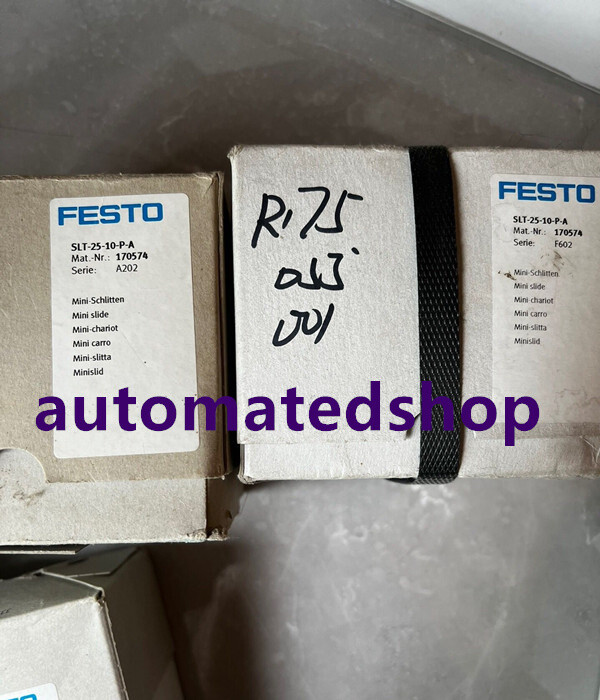 FESTO
SLT-25-10-P-A
Mat.-Nr.: 170574
Serie: A202
Mini-Schlitten
Mini slide
Mini-chariot
Mini carro
Mini-slitta
Minislid
R, 75
001
FESTO
SLT-25-10-P-A
Mat.-Nr.: 170574
Serie: F602
Mini-Schlitten
Mini slide
Mini-chariot
Mini carro
Mini-slitta
Minislid
automatedshop